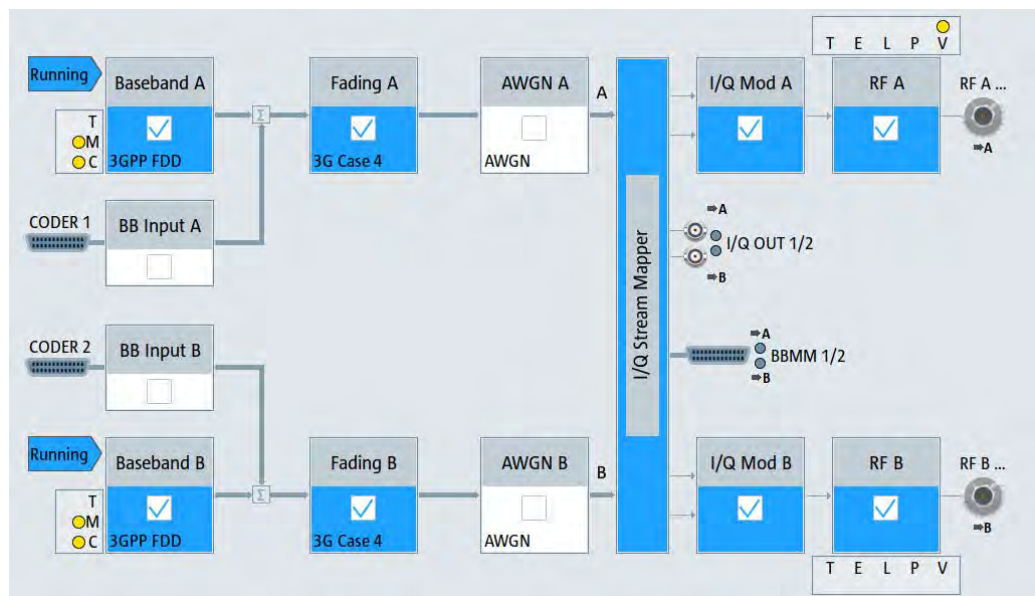 T E L P V
Running
Baseband A
Fading A
AWGN A
A
I/Q Mod A
RF A
RF A ...
T
M
C
Σ
3GPP FDD
3G Case 4
AWGN
➡A
CODER 1
BB Input A
➡A
I/Q OUT 1/2
➡B
I/Q Stream Mapper
CODER 2
BB Input B
➡A
BBMM 1/2
➡B
Running
Baseband B
Fading B
AWGN B
B
I/Q Mod B
RF B
RF B ...
T
M
C
Σ
3GPP FDD
3G Case 4
AWGN
➡B
T E L P V